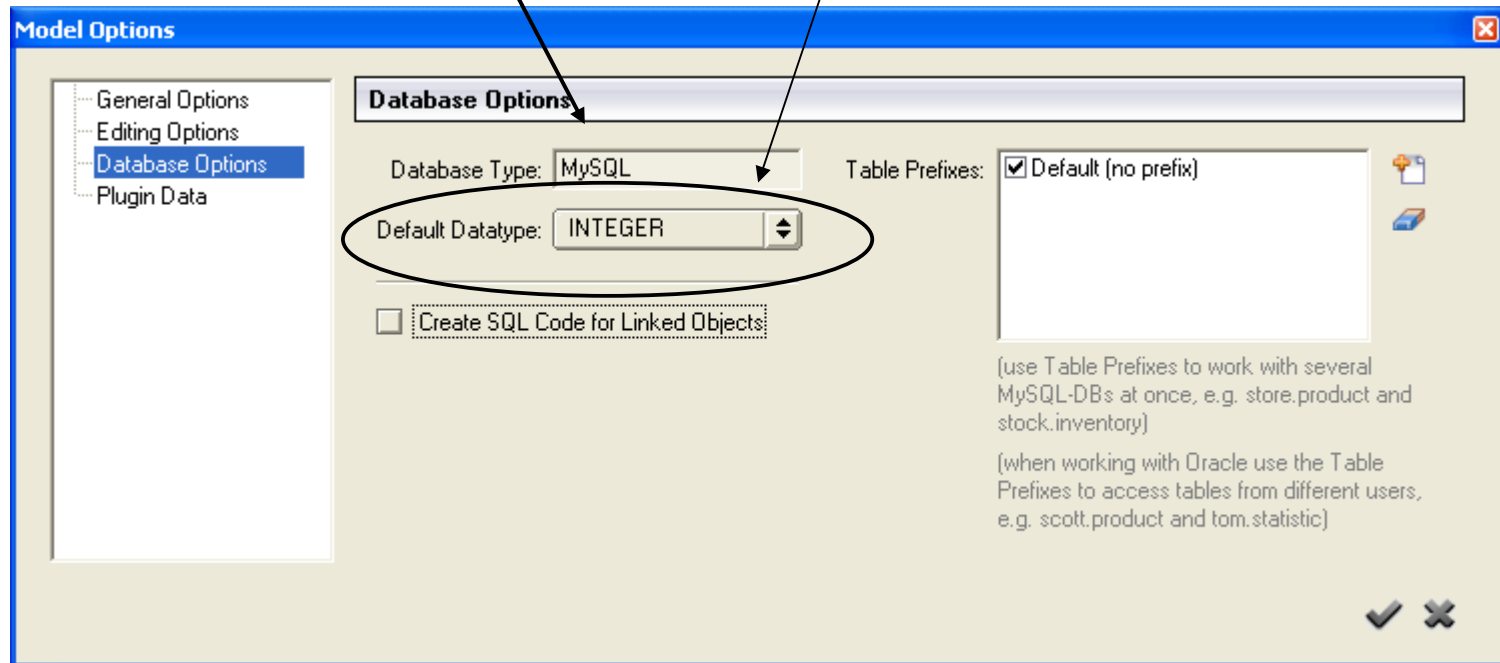 Model Options
General Options
Editing Options
Database Options
Plugin Data
Database Options
Database Type: MySQL
Default Datatype: INTEGER
Create SQL Code for Linked Objects
Table Prefixes: Default (no prefix)
(use Table Prefixes to work with several
MySQL-DBs at once, e.g. store.product and
stock.inventory)
(when working with Oracle use the Table
Prefixes to access tables from different users,
e.g. scott.product and tom.statistic)